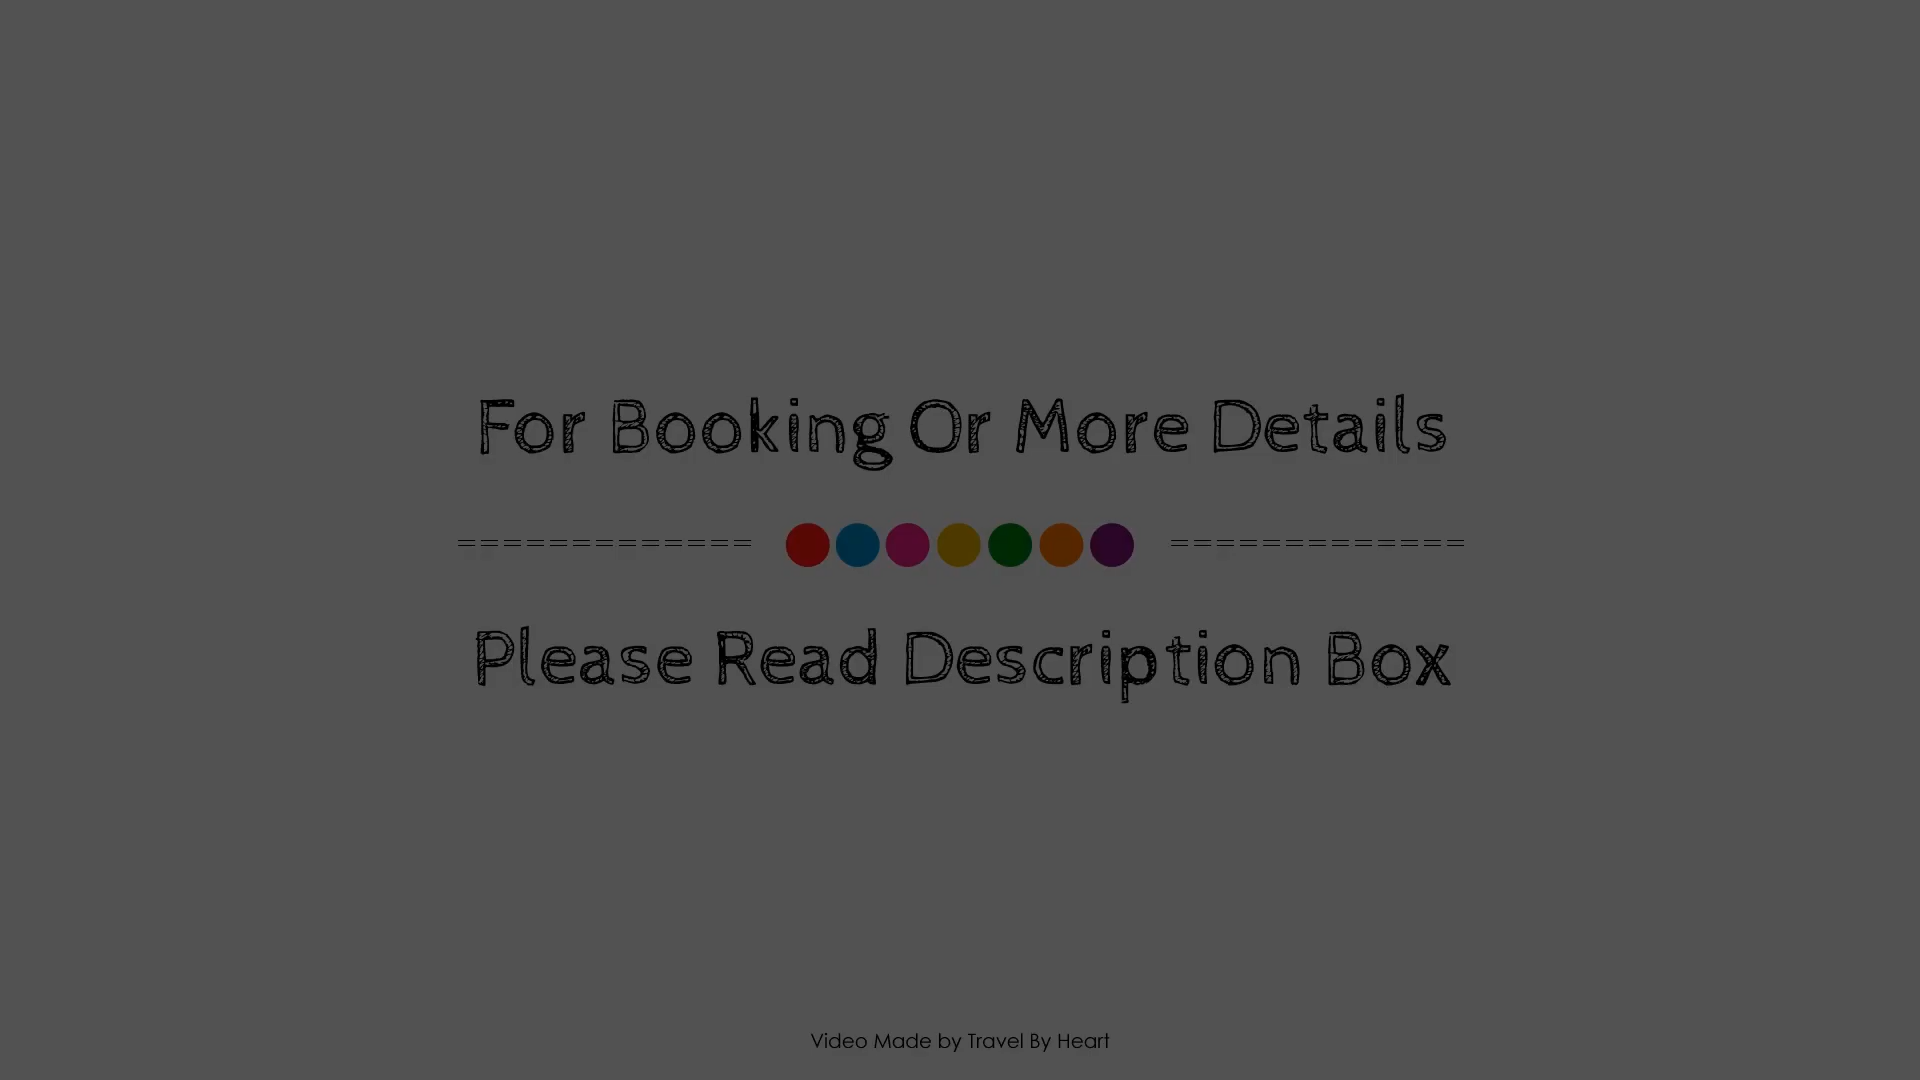 For Booking Or More Details
============= =============
Please Read Description Box
Video Made by Travel By Heart